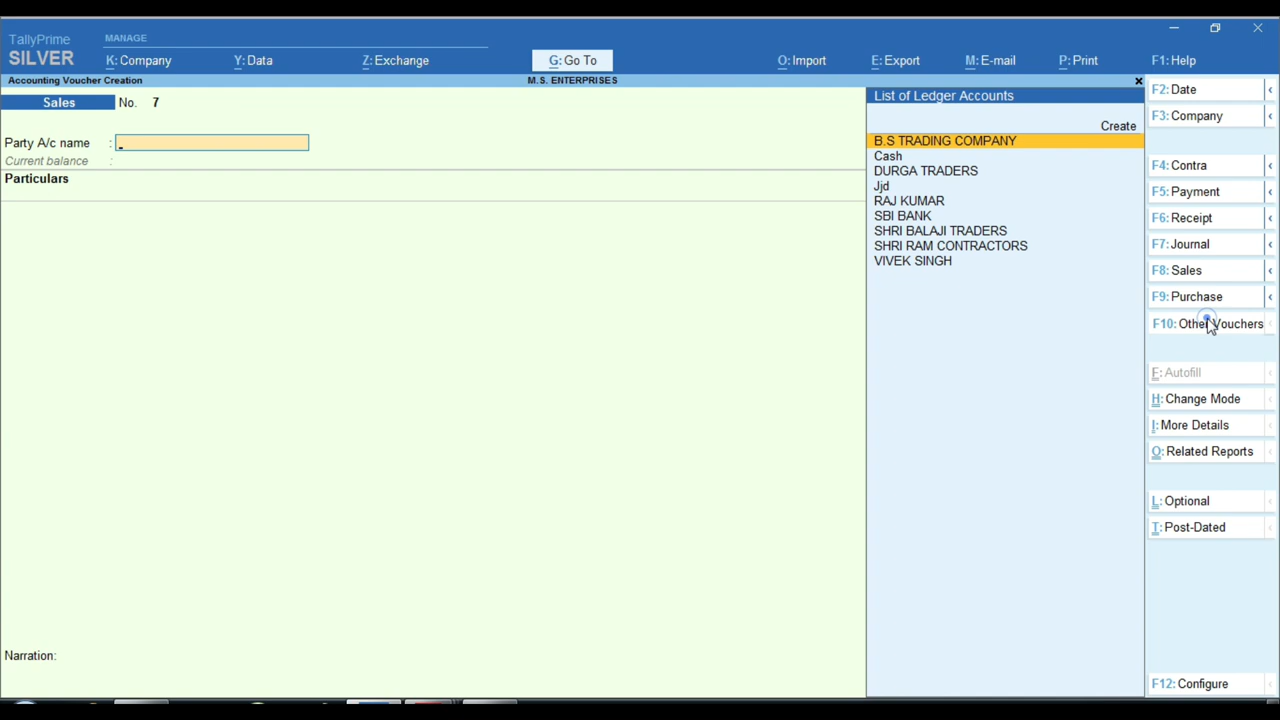 TallyPrime
SILVER
MANAGE
K: Company
Y: Data
Z: Exchange
G: Go To
O: Import
E: Export
M: E-mail
P: Print
F1: Help
Accounting Voucher Creation
M.S. ENTERPRISES
Sales No. 7
Party A/c name :
Current balance :
Particulars
Narration:
List of Ledger Accounts
Create
B.S TRADING COMPANY
Cash
DURGA TRADERS
Jjd
RAJ KUMAR
SBI BANK
SHRI BALAJI TRADERS
SHRI RAM CONTRACTORS
VIVEK SINGH
F2: Date
F3: Company
F4: Contra
F5: Payment
F6: Receipt
F7: Journal
F8: Sales
F9: Purchase
F10: Other Vouchers
F: Autofill
H: Change Mode
I: More Details
O: Related Reports
L: Optional
T: Post-Dated
F12: Configure